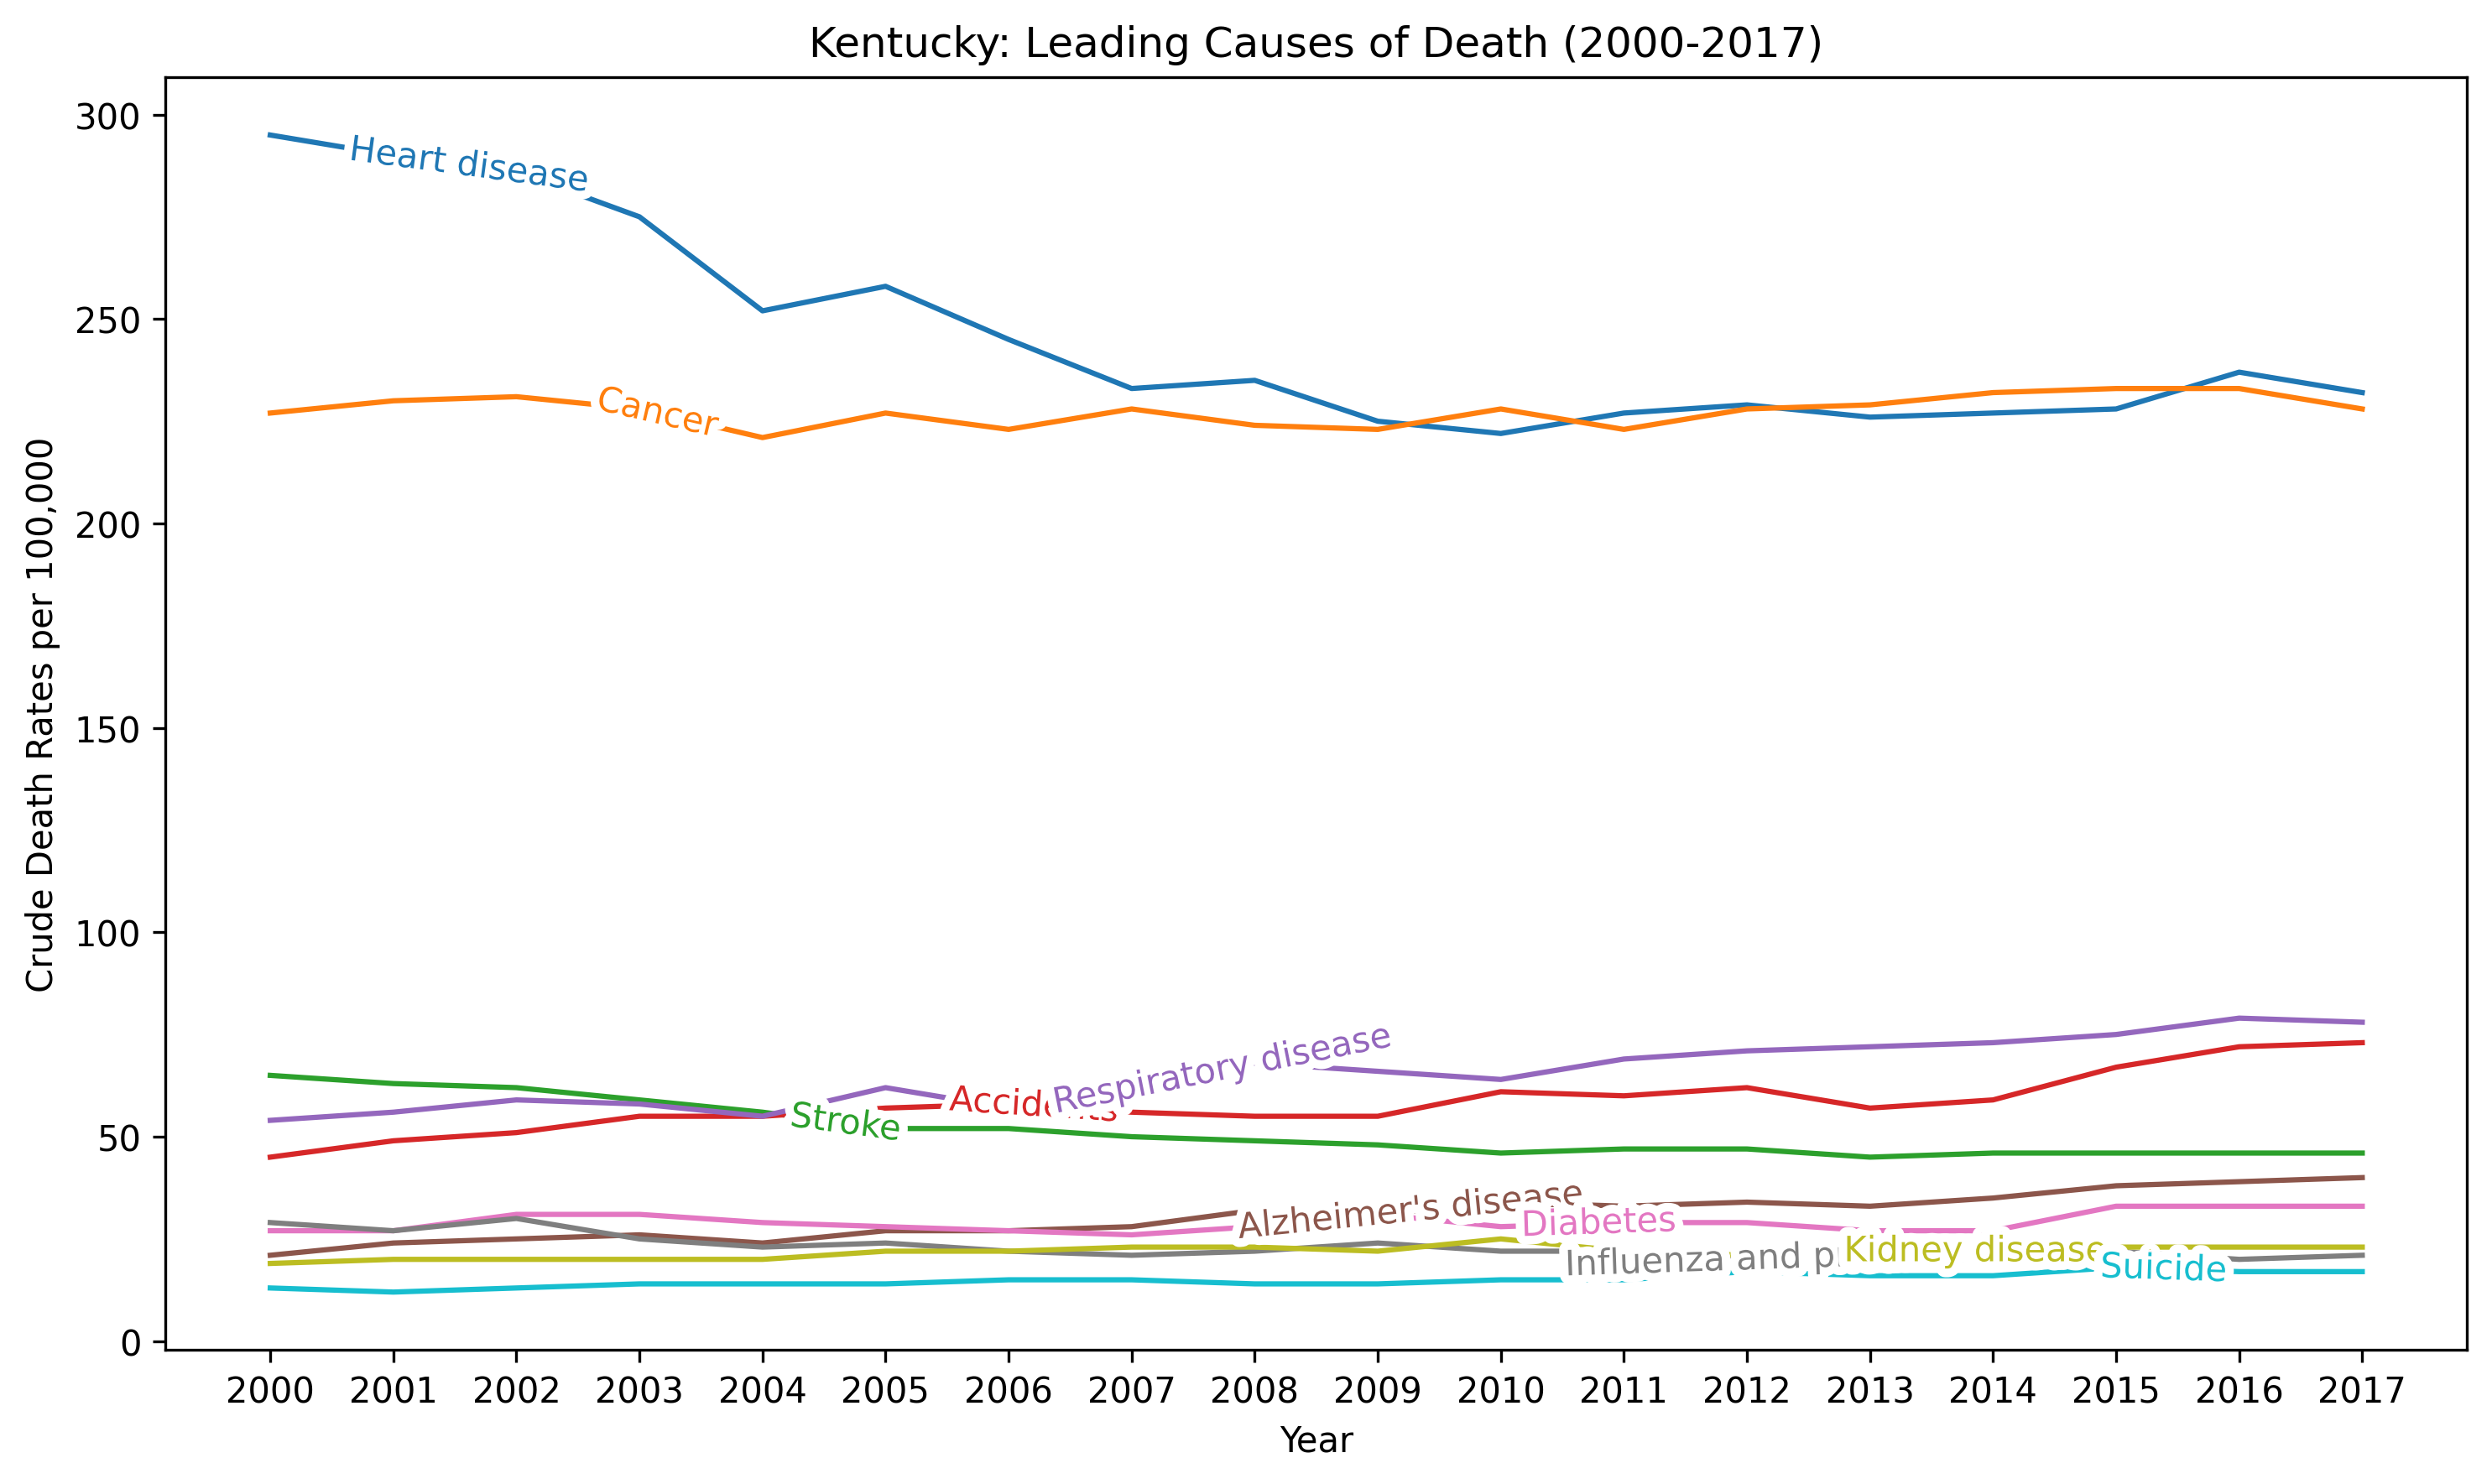 Kentucky: Leading Causes of Death (2000-2017)
Crude Death Rates per 100,000
300
250
200
150
100
50
0
Heart disease
Cancer
Respiratory disease
Stroke
Alzheimer's disease
Diabetes
Influenza and
Kidney disease
Suicide
2000 2001 2002 2003 2004 2005 2006 2007 2008 2009 2010 2011 2012 2013 2014 2015 2016 2017
Year